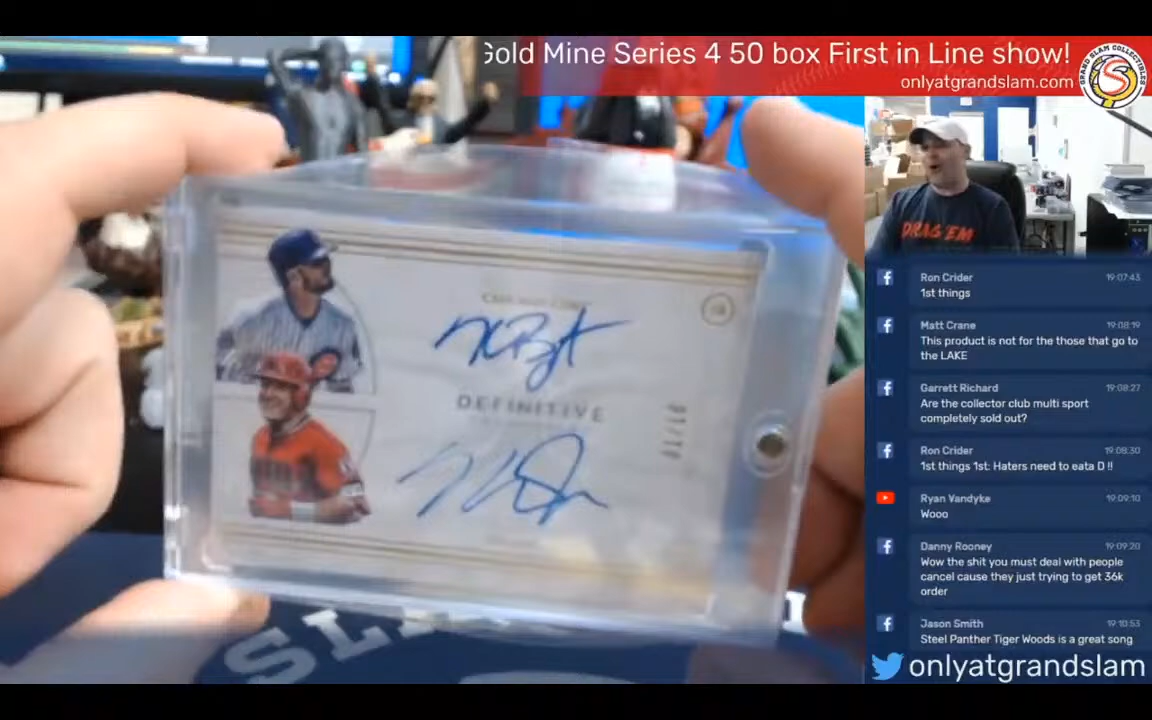 Gold Mine Series 4 50 box First in Line show!
onlyatgrandslam.com
GRAND SLAM COLLECTIBLES
S
DRAG 'EM
DEFINITIVE
SL
Ron Crider 19:07:43
1st things
Matt Crane 19:08:19
This product is not for the those that go to
the LAKE
Garrett Richard 19:08:27
Are the collector club multi sport
completely sold out?
Ron Crider 19:08:30
1st things 1st: Haters need to eata D !!
Ryan Vandyke 19:09:10
Wooo
Danny Rooney 19:09:20
Wow the shit you must deal with people
cancel cause they just trying to get 36k
order
Jason Smith 19:10:53
Steel Panther Tiger Woods is a great song
onlyatgrandslam